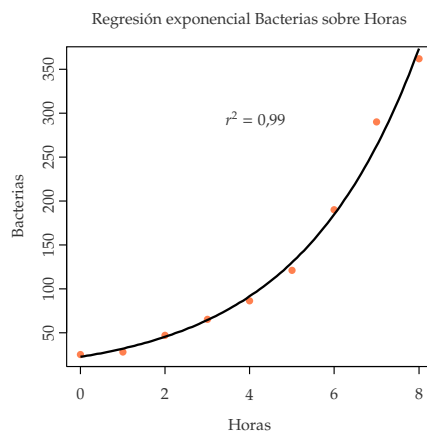 Regresión exponencial Bacterias sobre Horas
350
300
250
200
150
100
50
Bacterias
r² = 0,99
0 2 4 6 8
Horas